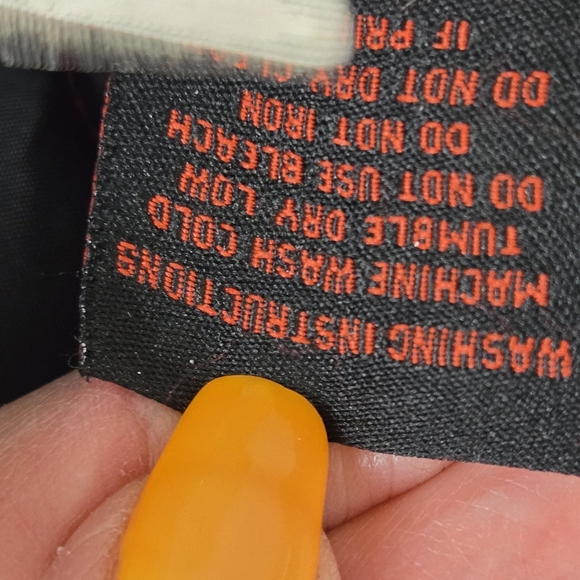 WASHING INSTRUCTIONS
MACHINE WASH COLD
TUMBLE DRY LOW
DO NOT USE BLEACH
DO NOT IRON
DO NOT DRY
IF